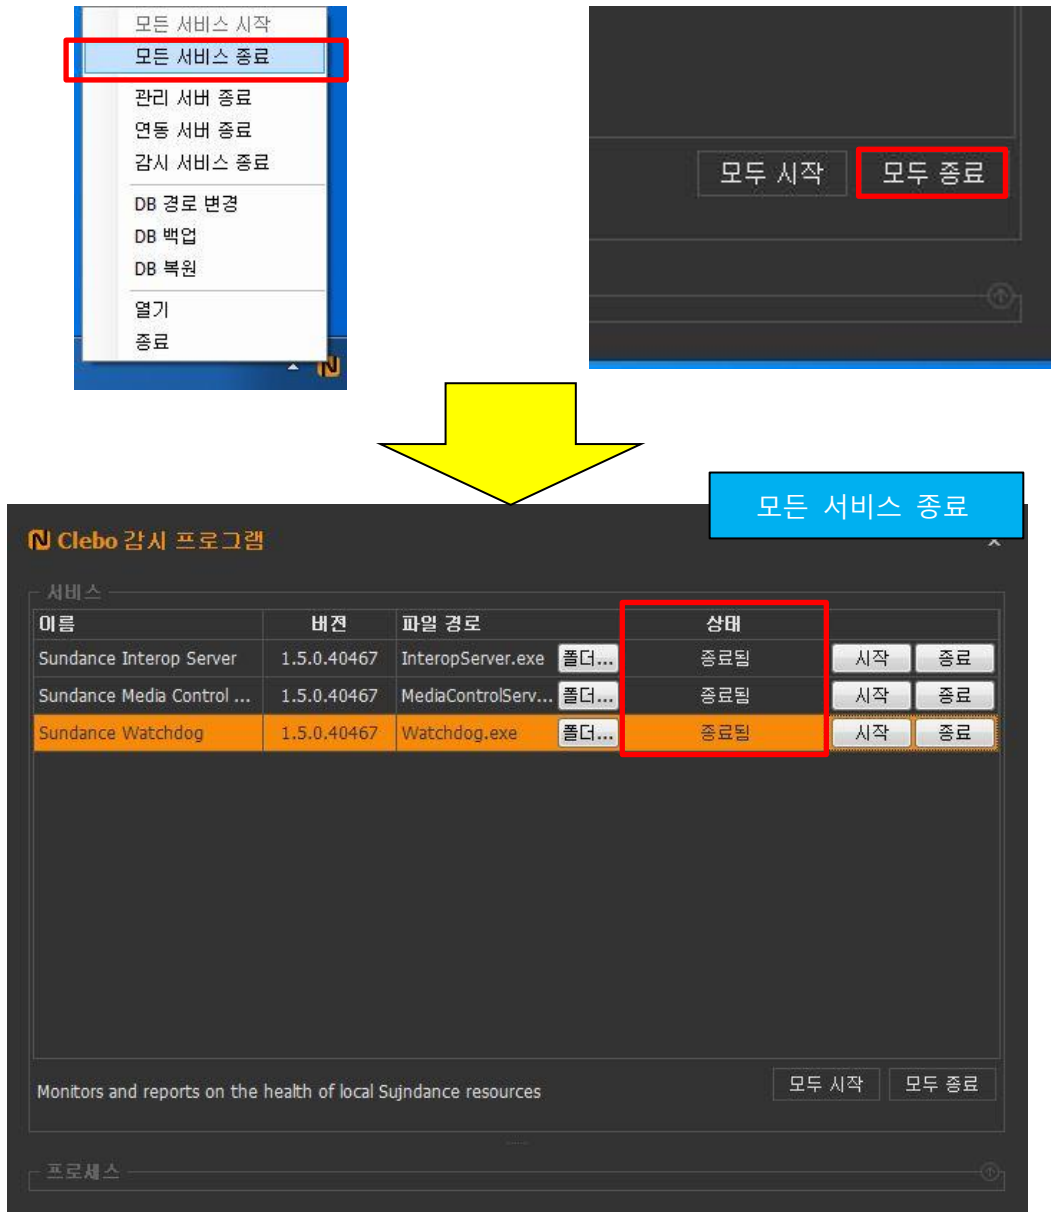 모든 서비스 시작
모든 서비스 종료
관리 서버 종료
연동 서버 종료
감시 서비스 종료
DB 경로 변경
DB 백업
DB 복원
열기
종료
모두 시작 모두 종료
모든 서비스 종료
Clebo 감시 프로그램
서비스
이름 버젼 파일 경로 상태
Sundance Interop Server 1.5.0.40467 InteropServer.exe 폴더... 종료됨 시작 종료
Sundance Media Control ... 1.5.0.40467 MediaControlServ... 폴더... 종료됨 시작 종료
Sundance Watchdog 1.5.0.40467 Watchdog.exe 폴더... 종료됨 시작 종료
Monitors and reports on the health of local Sujndance resources 모두 시작 모두 종료
프로세스